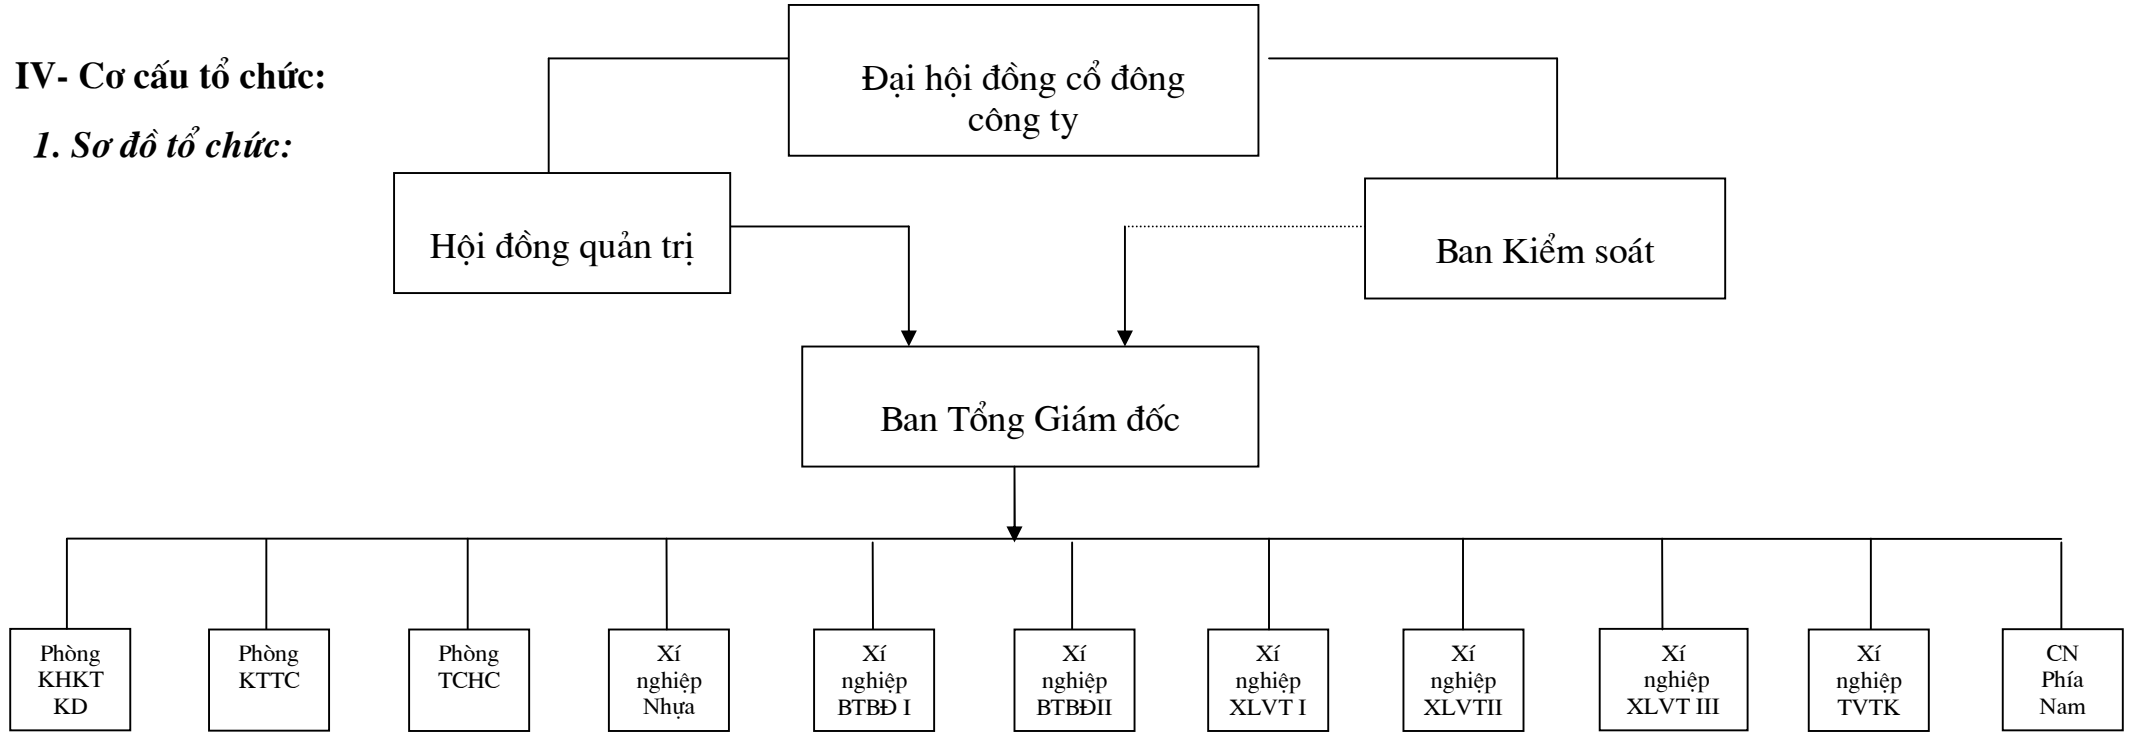 IV- Cơ cấu tổ chức:
1. Sơ đồ tổ chức:
Đại hội đồng cổ đông
công ty
Hội đồng quản trị
Ban Kiểm soát
Ban Tổng Giám đốc
Phòng
KHKT
KD
Phòng
KTTC
Phòng
TCHC
Xí
nghiệp
Nhựa
Xí
nghiệp
BTBĐ I
Xí
nghiệp
BTBĐII
Xí
nghiệp
XLVT I
Xí
nghiệp
XLVTII
Xí
nghiệp
XLVT III
Xí
nghiệp
TVTK
CN
Phía
Nam